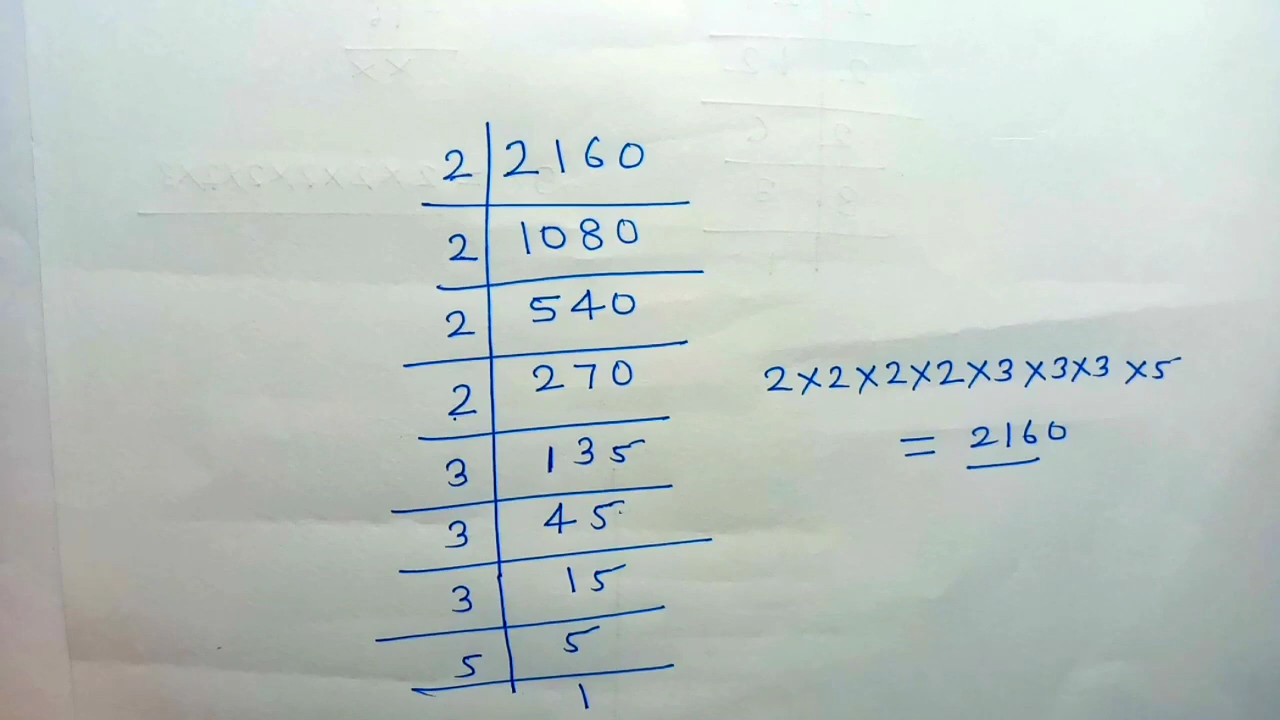 2 | 2160
2 | 1080
2 | 540
2 | 270
2×2×2×2×3×3×3×5
= 2160
3 | 135
3 | 45
3 | 15
5 | 5
1